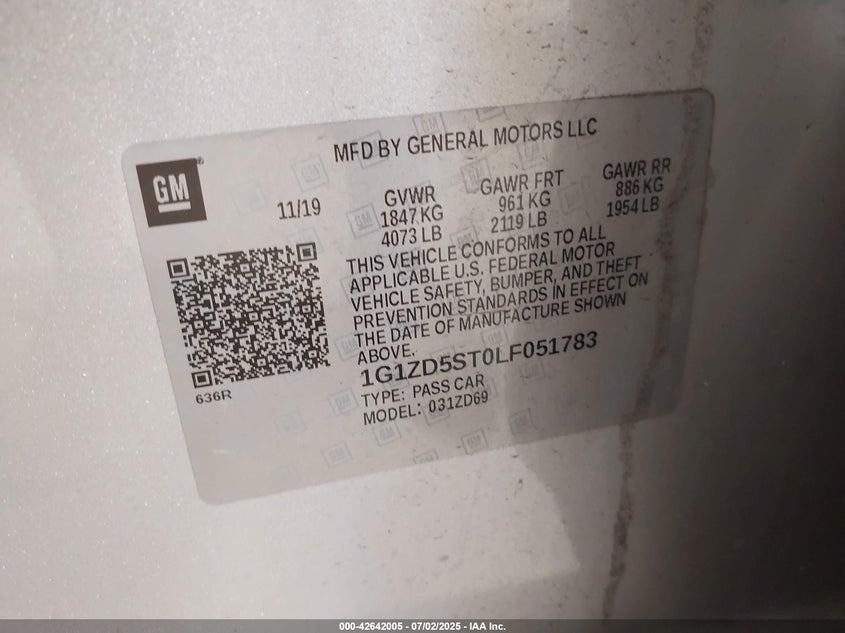 MFD BY GENERAL MOTORS LLC
GM
11/19
GVWR
1847 KG
4073 LB
GAWR FRT
961 KG
2119 LB
GAWR RR
886 KG
1954 LB
THIS VEHICLE CONFORMS TO ALL
APPLICABLE U.S. FEDERAL MOTOR
VEHICLE SAFETY, BUMPER, AND THEFT
PREVENTION STANDARDS IN EFFECT ON
THE DATE OF MANUFACTURE SHOWN
ABOVE.
1G1ZD5ST0LF051783
TYPE: PASS CAR
MODEL: 031ZD69
636R
000-42642005 - 07/02/2025 - IAA Inc.